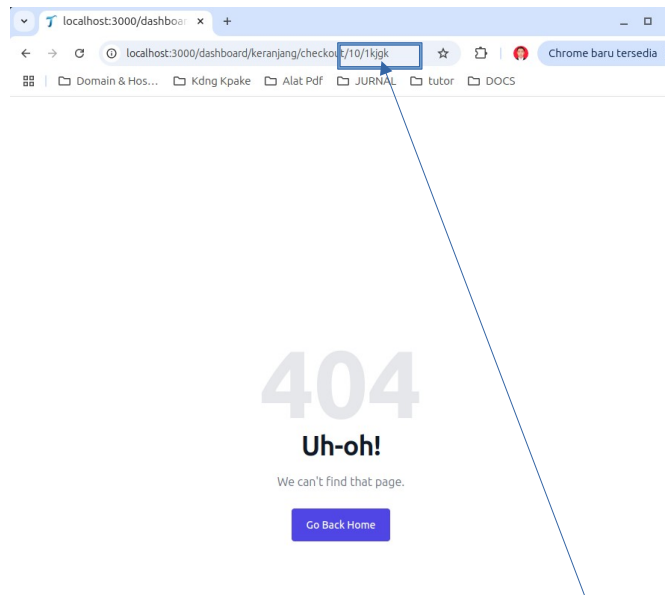 localhost:3000/dashboar
localhost:3000/dashboard/keranjang/checkout/10/1kjgk
Chrome baru tersedia
Domain & Hos...
Kdng Kpake
Alat Pdf
JURNAL
tutor
DOCS
404
Uh-oh!
We can't find that page.
Go Back Home